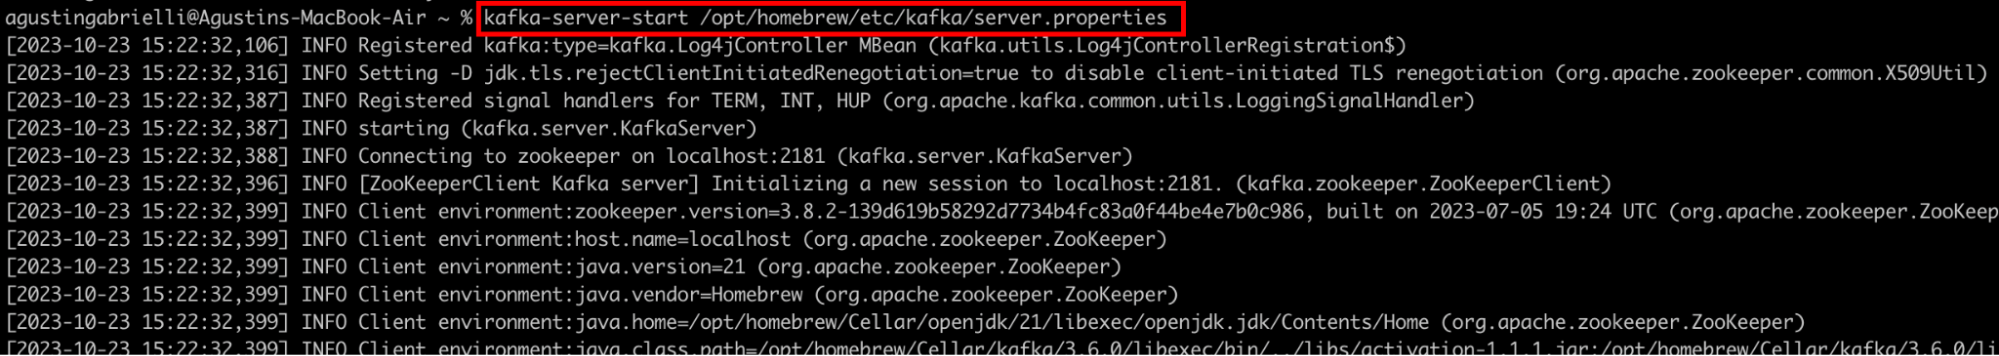 agustingabrielli@Agustins-MacBook-Air ~ % kafka-server-start /opt/homebrew/etc/kafka/server.properties
[2023-10-23 15:22:32,106] INFO Registered kafka:type=kafka.Log4jController MBean (kafka.utils.Log4jControllerRegistration$)
[2023-10-23 15:22:32,316] INFO Setting -D jdk.tls.rejectClientInitiatedRenegotiation=true to disable client-initiated TLS renegotiation (org.apache.zookeeper.common.X509Util)
[2023-10-23 15:22:32,387] INFO Registered signal handlers for TERM, INT, HUP (org.apache.kafka.common.utils.LoggingSignalHandler)
[2023-10-23 15:22:32,387] INFO starting (kafka.server.KafkaServer)
[2023-10-23 15:22:32,388] INFO Connecting to zookeeper on localhost:2181 (kafka.server.KafkaServer)
[2023-10-23 15:22:32,396] INFO [ZooKeeperClient Kafka server] Initializing a new session to localhost:2181. (kafka.zookeeper.ZooKeeperClient)
[2023-10-23 15:22:32,399] INFO Client environment:zookeeper.version=3.8.2-139d619b58292d7734b4fc83a0f44be4e7b0c986, built on 2023-07-05 19:24 UTC (org.apache.zookeeper.ZooKeep
[2023-10-23 15:22:32,399] INFO Client environment:host.name=localhost (org.apache.zookeeper.ZooKeeper)
[2023-10-23 15:22:32,399] INFO Client environment:java.version=21 (org.apache.zookeeper.ZooKeeper)
[2023-10-23 15:22:32,399] INFO Client environment:java.vendor=Homebrew (org.apache.zookeeper.ZooKeeper)
[2023-10-23 15:22:32,399] INFO Client environment:java.home=/opt/homebrew/Cellar/openjdk/21/libexec/openjdk.jdk/Contents/Home (org.apache.zookeeper.ZooKeeper)
[2023-10-23 15:22:32,399] INFO Client environment:java.class.path=/opt/homebrew/Cellar/kafka/3.6.0/libexec/bin/../libs/activation-1.1.1.jar:/opt/homebrew/Cellar/kafka/3.6.0/li